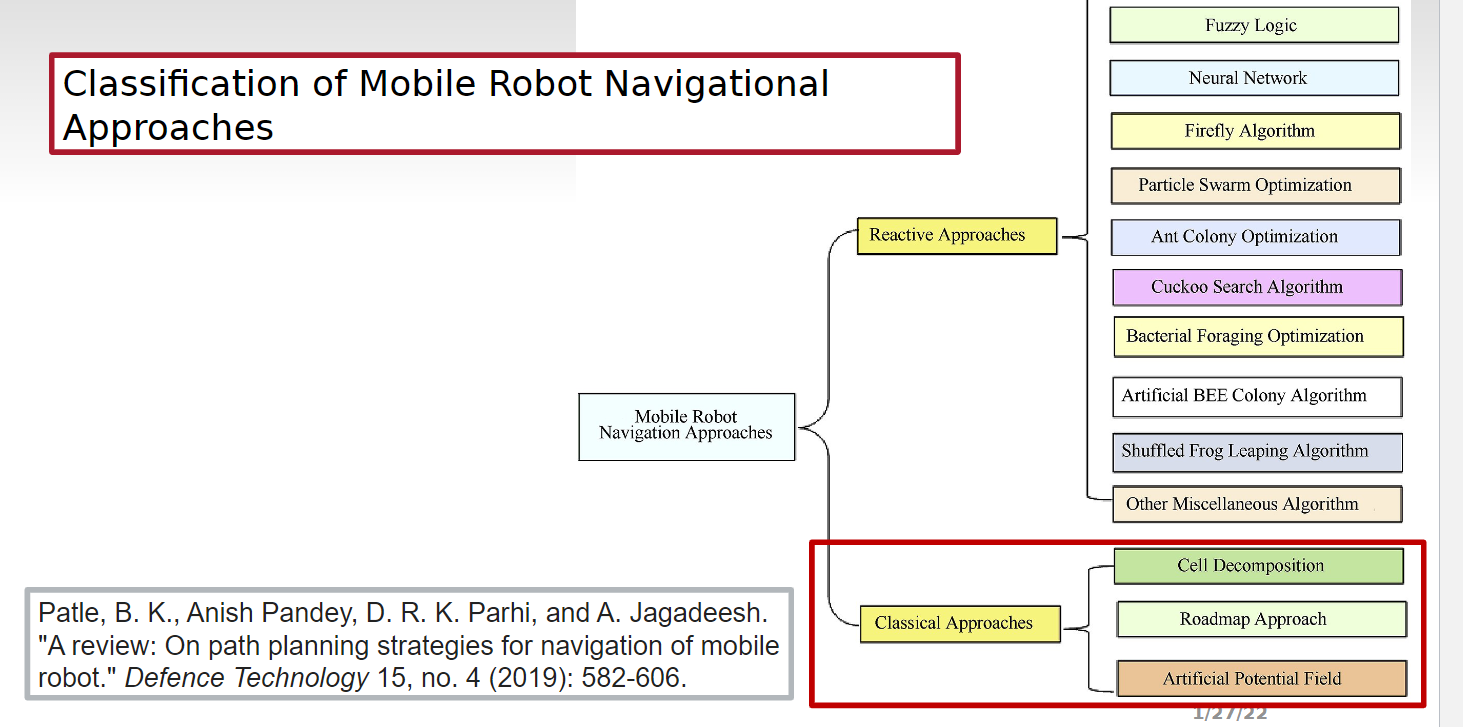 Classification of Mobile Robot Navigational
Approaches
Fuzzy Logic
Neural Network
Firefly Algorithm
Particle Swarm Optimization
Reactive Approaches
Ant Colony Optimization
Cuckoo Search Algorithm
Bacterial Foraging Optimization
Artificial BEE Colony Algorithm
Mobile Robot
Navigation Approaches
Shuffled Frog Leaping Algorithm
Other Miscellaneous Algorithm
Cell Decomposition
Classical Approaches
Roadmap Approach
Artificial Potential Field
Patle, B. K., Anish Pandey, D. R. K. Parhi, and A. Jagadeesh.
"A review: On path planning strategies for navigation of mobile
robot." Defence Technology 15, no. 4 (2019): 582-606.
1/27/22